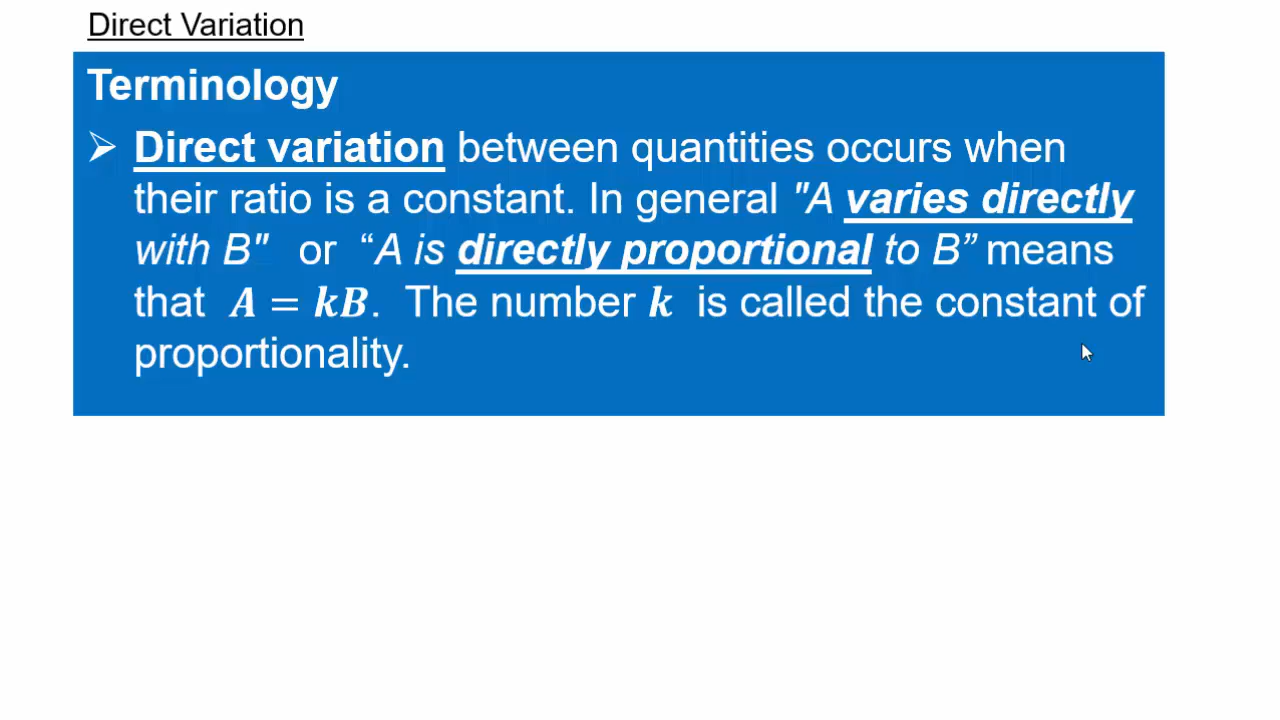 Direct Variation
Terminology
➢ Direct variation between quantities occurs when
their ratio is a constant. In general "A varies directly
with B" or “A is directly proportional to B” means
that A = kB. The number k is called the constant of
proportionality.